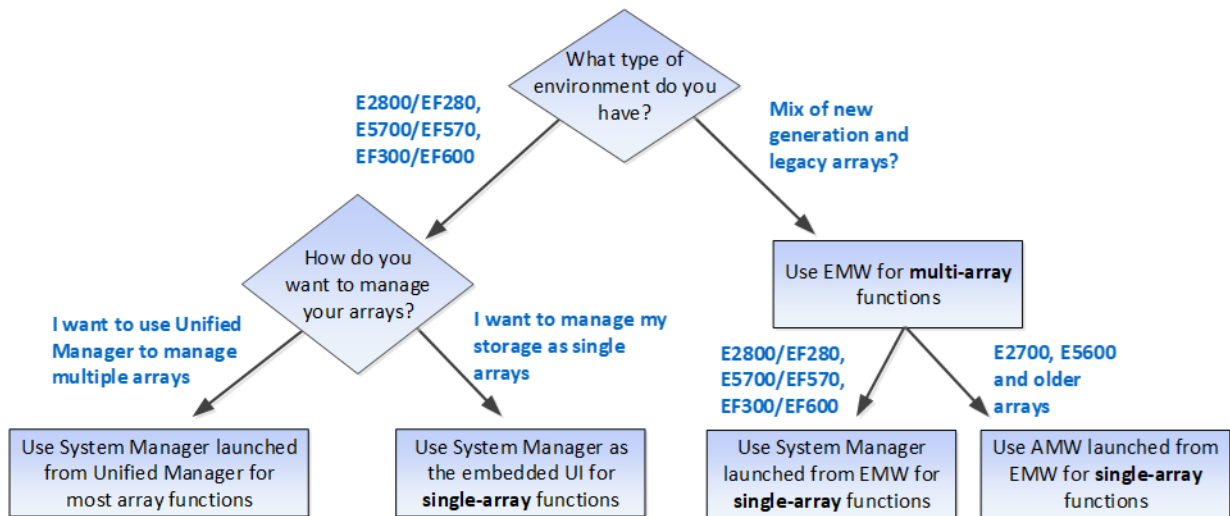 What type of
environment do you
have?
E2800/EF280,
E5700/EF570,
EF300/EF600
Mix of new
generation and
legacy arrays?
How do you
want to manage
your arrays?
Use EMW for multi-array
functions
I want to use Unified
Manager to manage
multiple arrays
I want to manage my
storage as single
arrays
E2800/EF280,
E5700/EF570,
EF300/EF600
E2700, E5600
and older
arrays
Use System Manager launched
from Unified Manager for
most array functions
Use System Manager as
the embedded UI for
single-array functions
Use System Manager
launched from EMW for
single-array functions
Use AMW launched from
EMW for single-array
functions